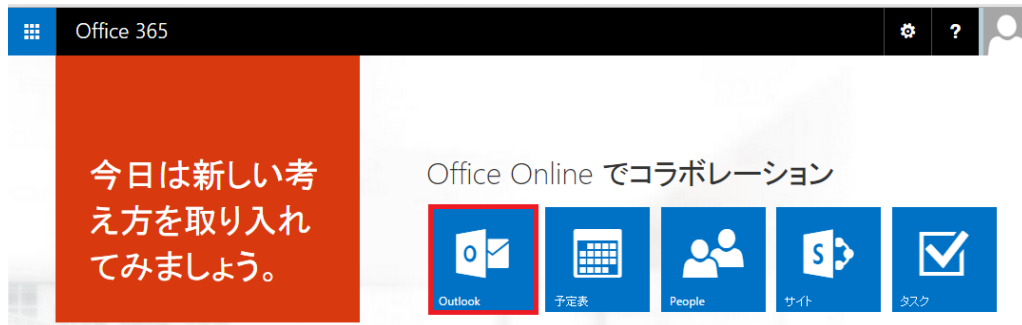 Office 365
?
今日は新しい考
え方を取り入れ
てみましょう。
Office Online でコラボレーション
Outlook
予定表
People
サイト
タスク